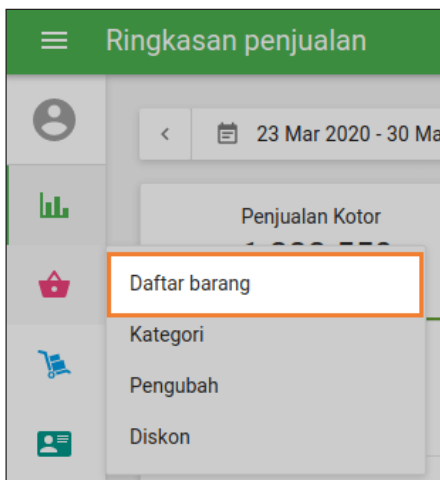 Ringkasan penjualan
23 Mar 2020 - 30 Ma
Penjualan Kotor
Daftar barang
Kategori
Pengubah
Diskon